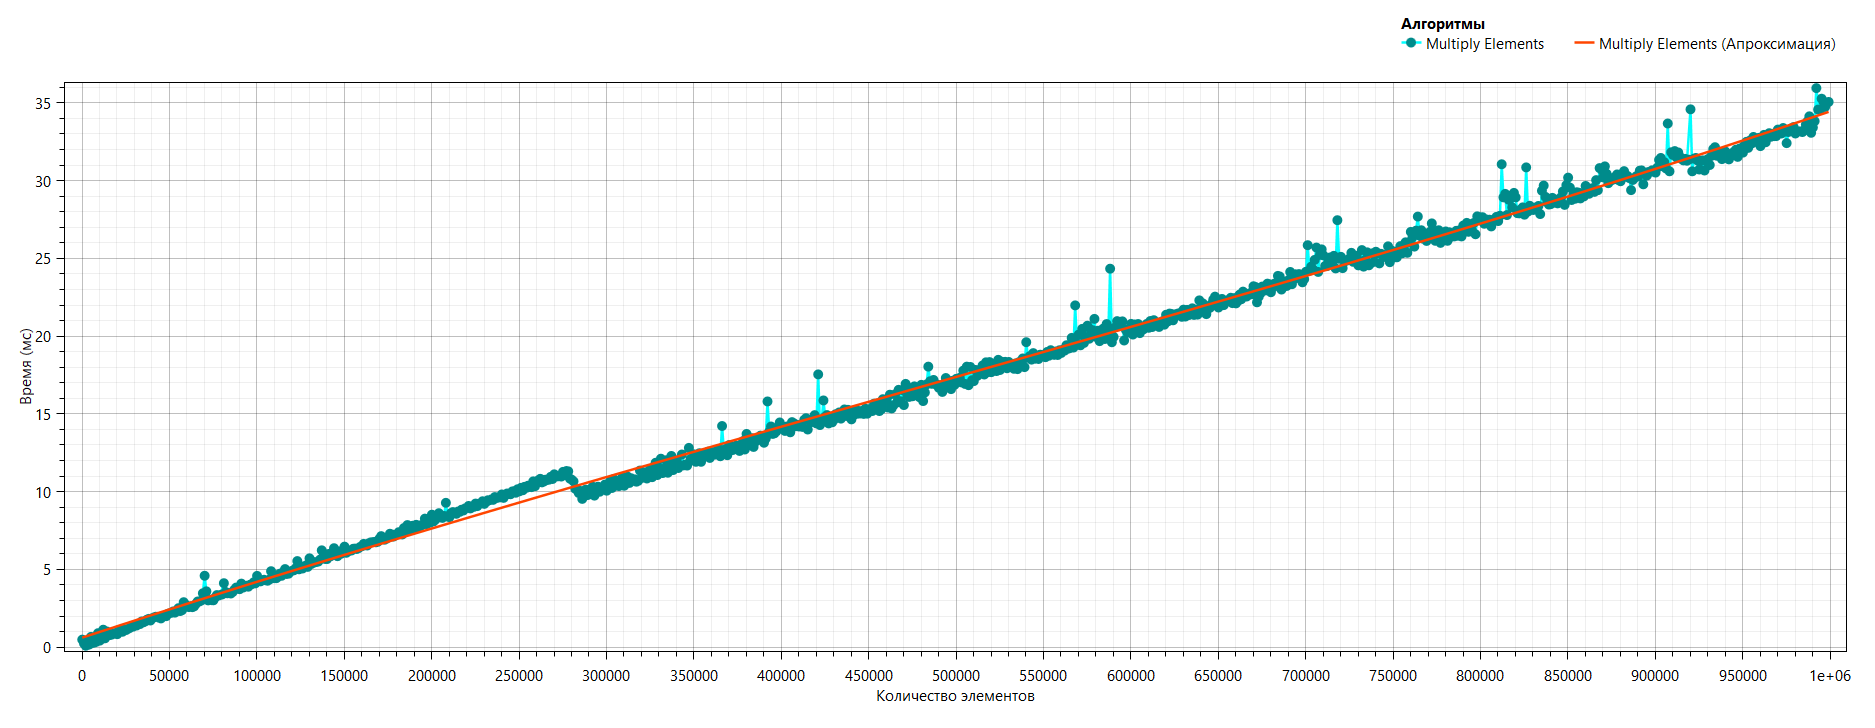 Алгоритмы
Multiply Elements
Multiply Elements (Апроксимация)
35
30
25
20
15
10
5
0
Время (мс)
0 50000 100000 150000 200000 250000 300000 350000 400000 450000 500000 550000 600000 650000 700000 750000 800000 850000 900000 950000 1e+06
Количество элементов